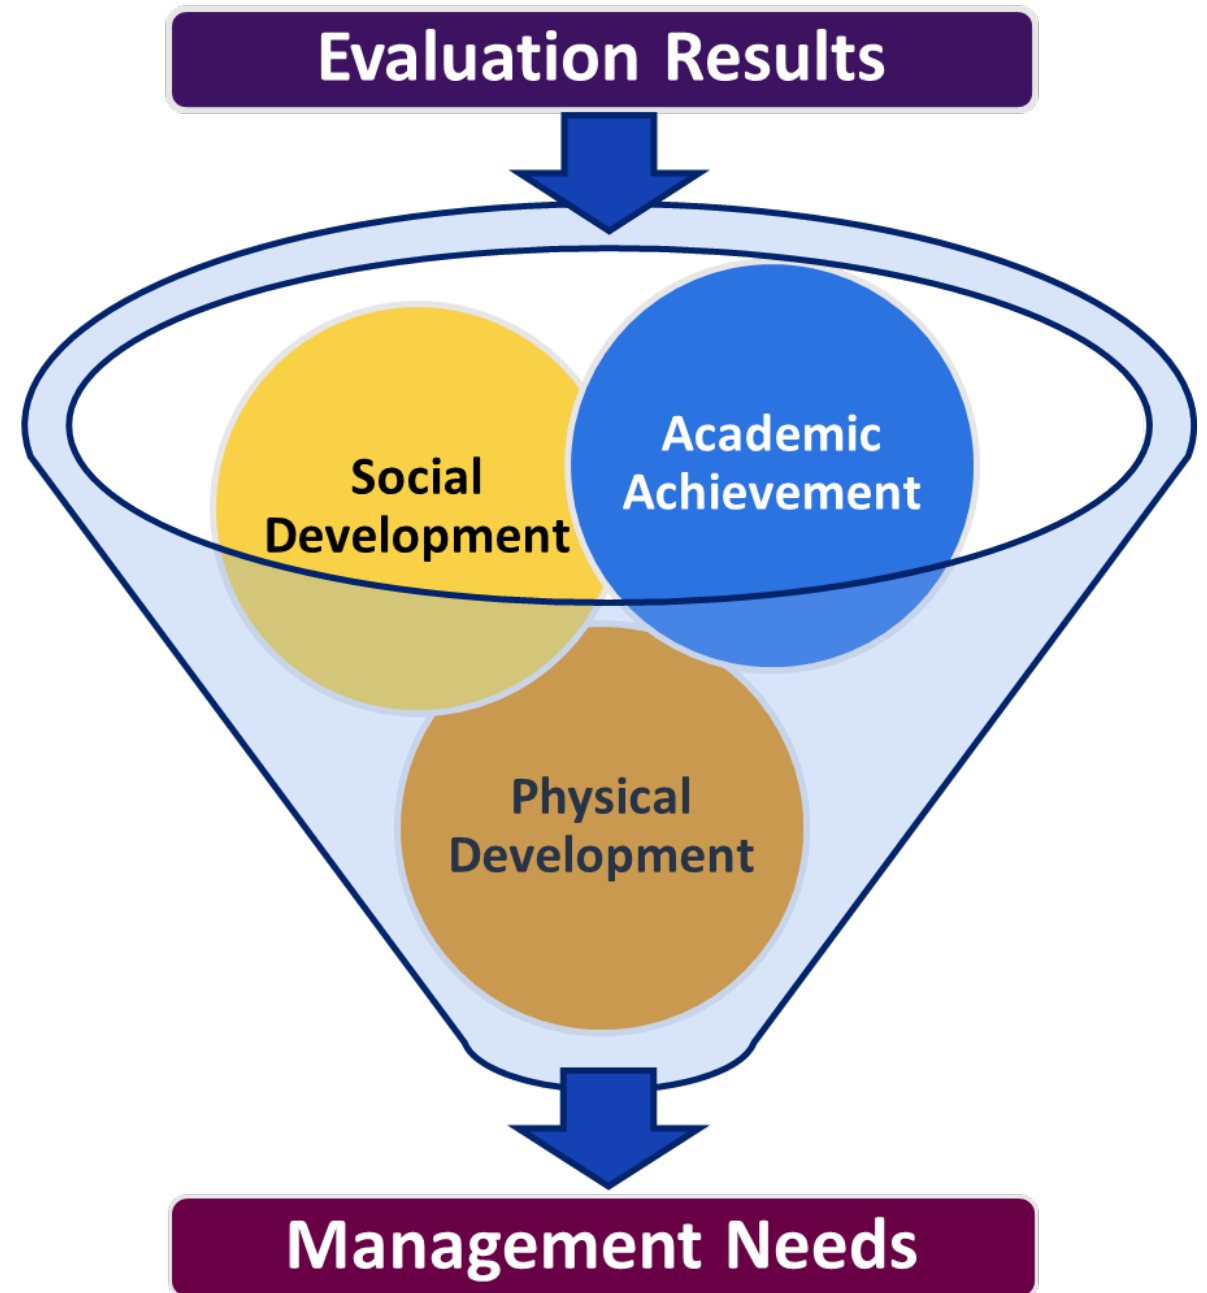 Evaluation Results
Social
Development
Academic
Achievement
Physical
Development
Management Needs